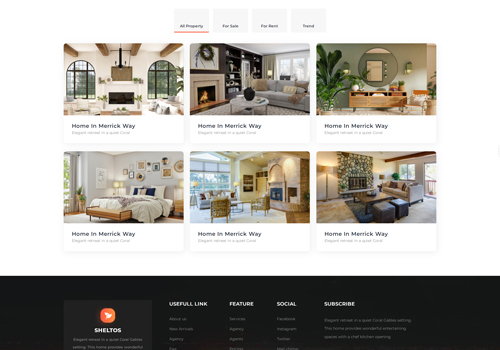 All Property
For Sale
For Rent
Trend
Home In Merrick Way
Elegant retreat in a quiet Coral
Home In Merrick Way
Elegant retreat in a quiet Coral
Home In Merrick Way
Elegant retreat in a quiet Coral
Home In Merrick Way
Elegant retreat in a quiet Coral
Home In Merrick Way
Elegant retreat in a quiet Coral
Home In Merrick Way
Elegant retreat in a quiet Coral
SHELTOS
Elegant retreat in a quiet Coral Gables
setting. This home provides wonderful
USEFULL LINK
About us
New Arrivals
Agency
FEATURE
Services
Agency
Agents
SOCIAL
Facebook
Instagram
Twitter
SUBSCRIBE
Elegant retreat in a quiet Coral Gables setting.
This home provides wonderful entertaining
spaces with a chef kitchen opening